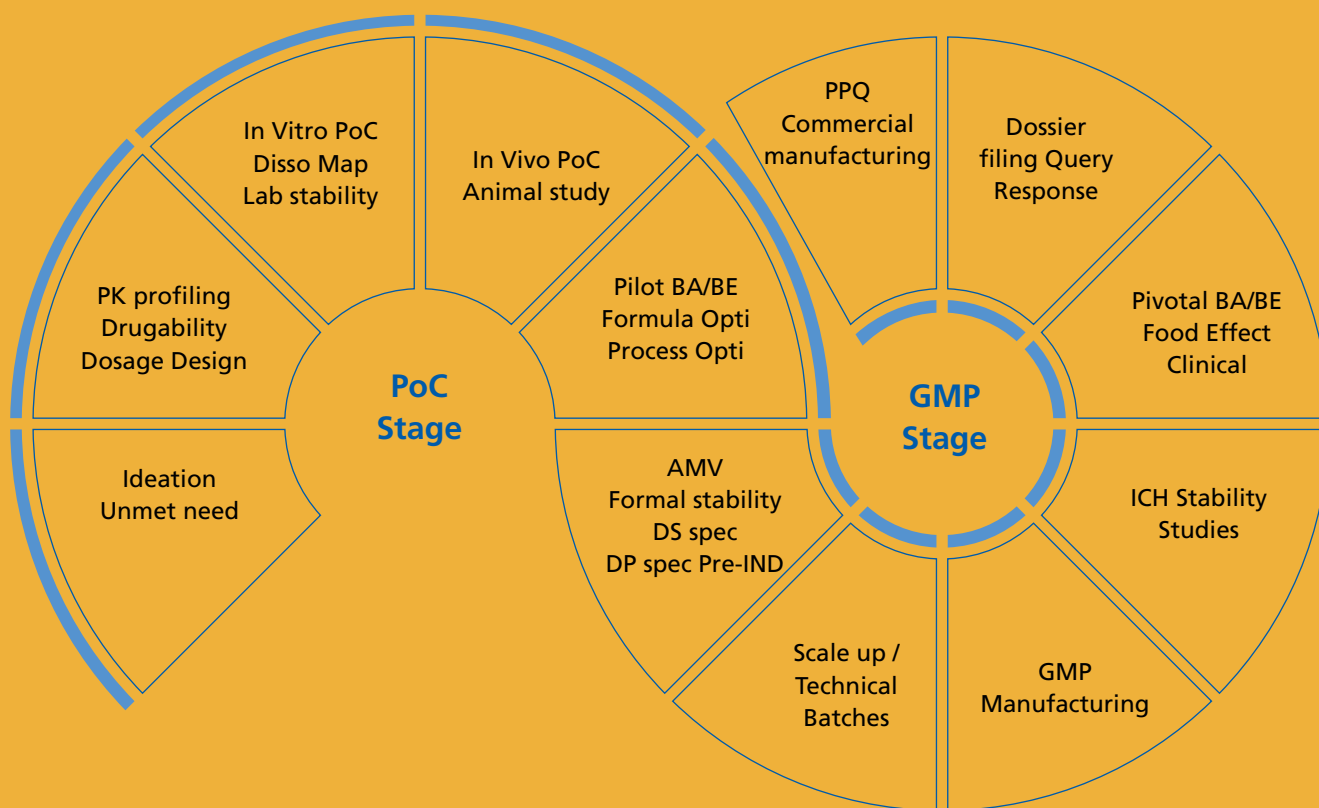 Ideation
Unmet need
PK profiling
Drugability
Dosage Design
In Vitro PoC
Disso Map
Lab stability
In Vivo PoC
Animal study
Pilot BA/BE
Formula Opti
Process Opti
PoC
Stage
AMV
Formal stability
DS spec
DP spec Pre-IND
Scale up /
Technical
Batches
GMP
Manufacturing
ICH Stability
Studies
Pivotal BA/BE
Food Effect
Clinical
Dossier
filing Query
Response
PPQ
Commercial
manufacturing
GMP
Stage